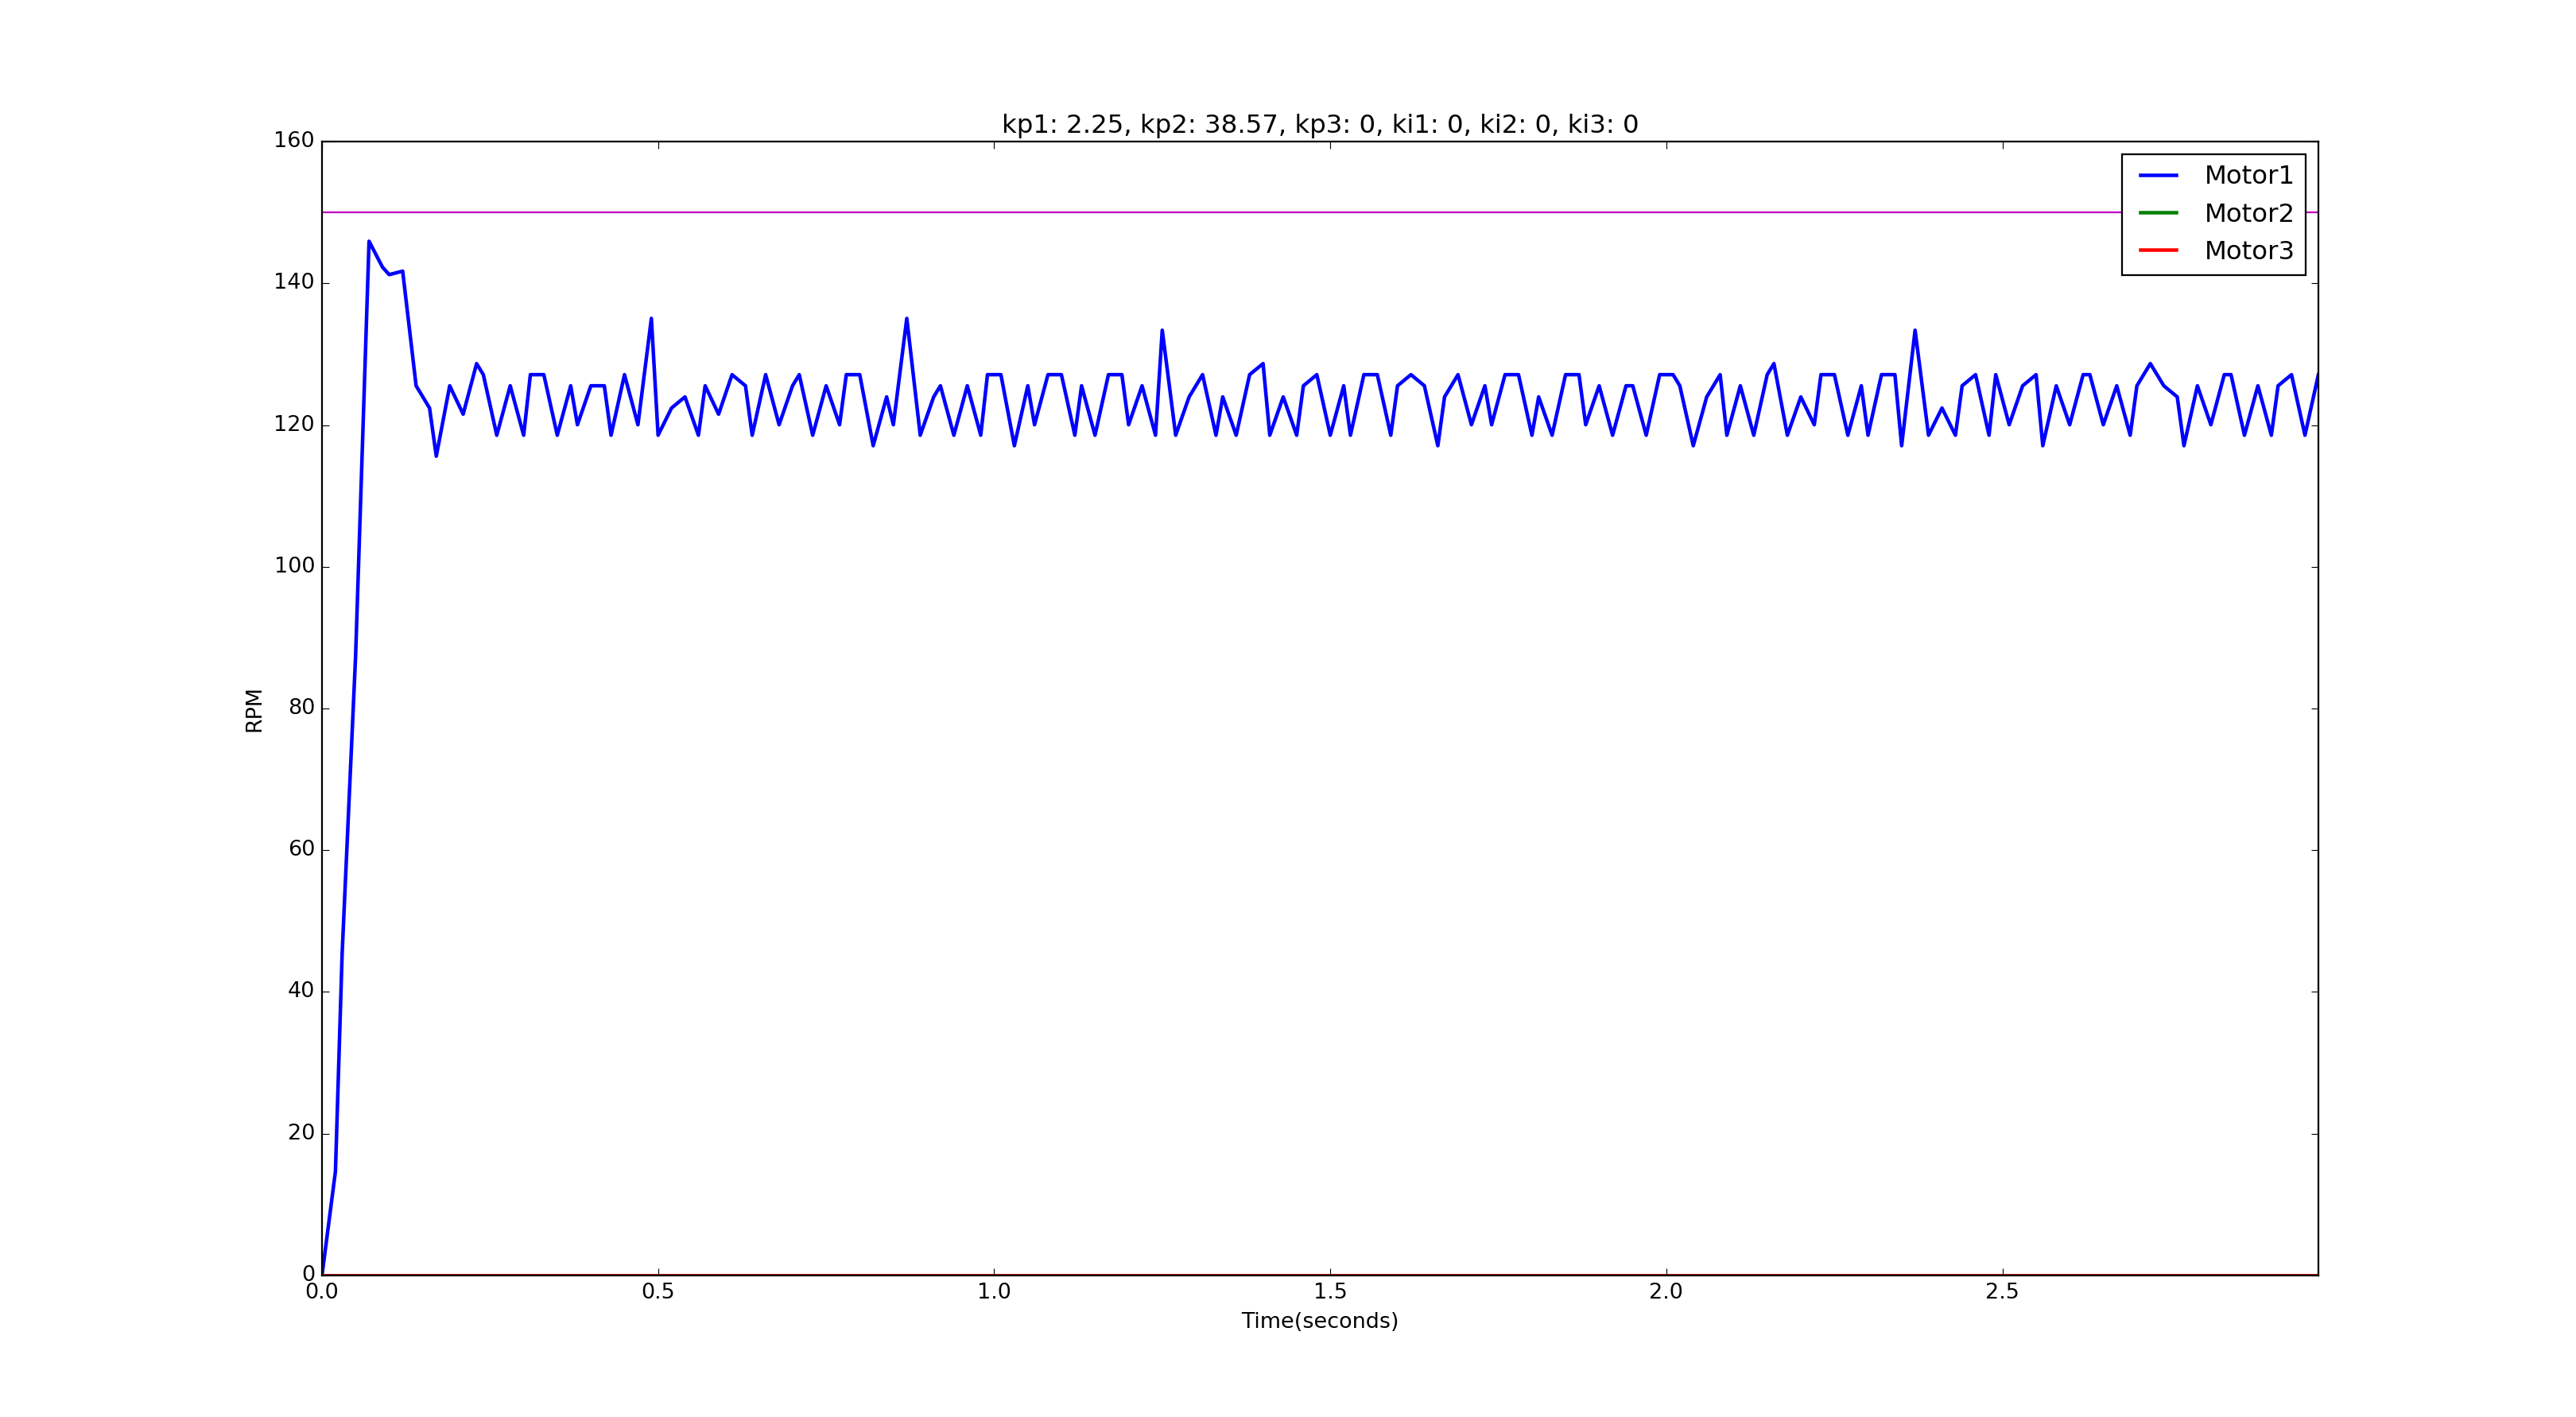 kp1: 2.25, kp2: 38.57, kp3: 0, ki1: 0, ki2: 0, ki3: 0
160
140
120
100
80
60
40
20
0
RPM
Motor1
Motor2
Motor3
0.0 0.5 1.0 1.5 2.0 2.5
Time(seconds)